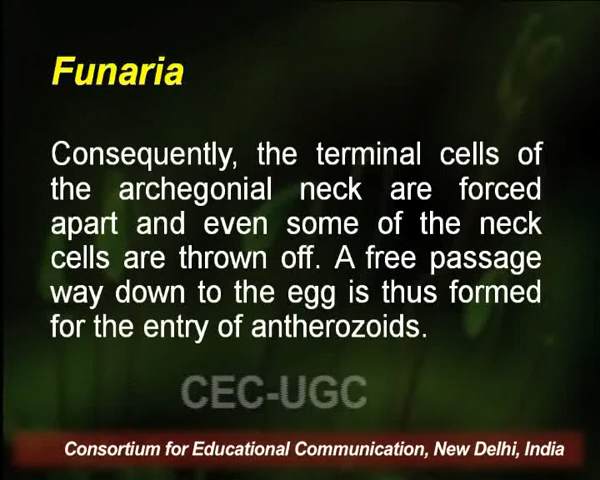 Funaria
Consequently, the terminal cells of
the archegonial neck are forced
apart and even some of the neck
cells are thrown off. A free passage
way down to the egg is thus formed
for the entry of antherozoids.
CEC-UGC
Consortium for Educational Communication, New Delhi, India